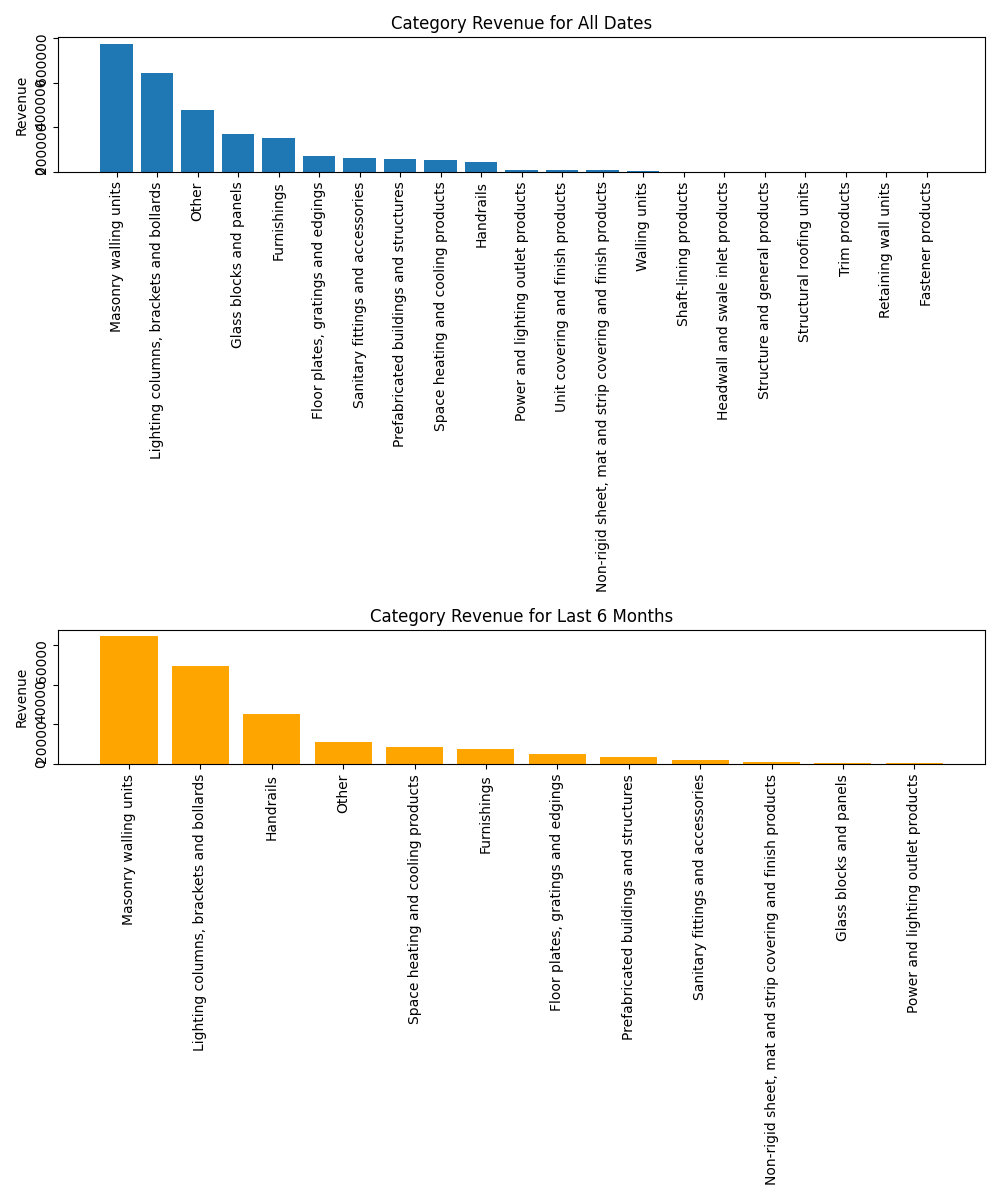 Category Revenue for All Dates
Revenue
600000
400000
200000
0
Masonry walling units
Lighting columns, brackets and bollards
Other
Glass blocks and panels
Furnishings
Floor plates, gratings and edgings
Sanitary fittings and accessories
Prefabricated buildings and structures
Space heating and cooling products
Handrails
Power and lighting outlet products
Unit covering and finish products
Non-rigid sheet, mat and strip covering and finish products
Walling units
Shaft-lining products
Headwall and swale inlet products
Structure and general products
Structural roofing units
Trim products
Retaining wall units
Fastener products
Category Revenue for Last 6 Months
Revenue
60000
40000
20000
0
Masonry walling units
Lighting columns, brackets and bollards
Handrails
Other
Space heating and cooling products
Furnishings
Floor plates, gratings and edgings
Prefabricated buildings and structures
Sanitary fittings and accessories
Non-rigid sheet, mat and strip covering and finish products
Glass blocks and panels
Power and lighting outlet products